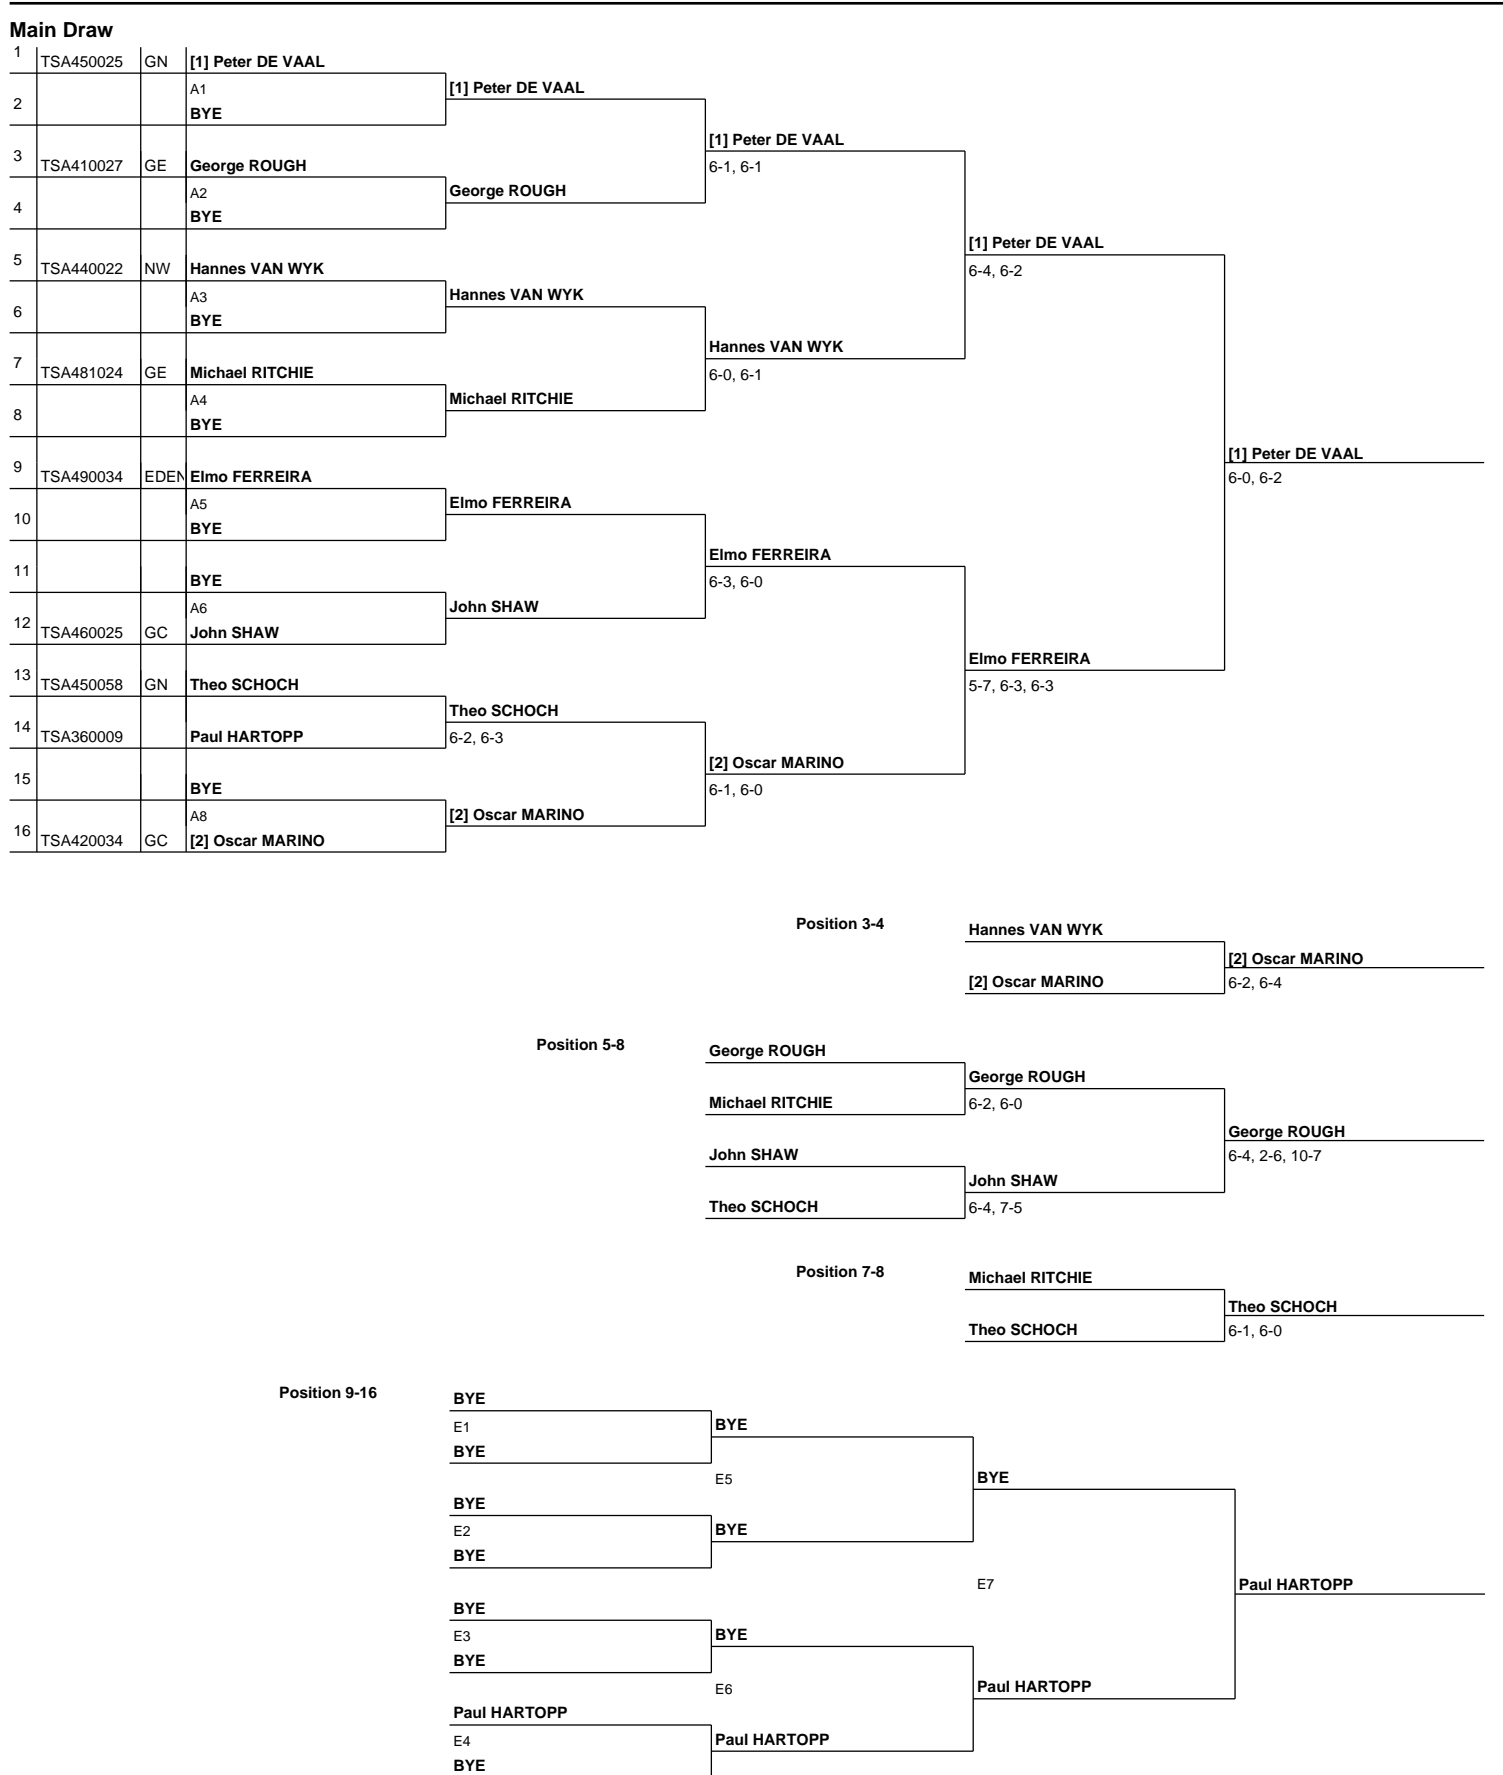 Main Draw
1 TSA450025 GN [1] Peter DE VAAL
A1 [1] Peter DE VAAL
2 BYE
[1] Peter DE VAAL
3 TSA410027 GE George ROUGH 6-1, 6-1
A2 George ROUGH
4 BYE
[1] Peter DE VAAL
5 TSA440022 NW Hannes VAN WYK 6-4, 6-2
A3 Hannes VAN WYK
6 BYE
Hannes VAN WYK
7 TSA481024 GE Michael RITCHIE 6-0, 6-1
A4 Michael RITCHIE
8 BYE
[1] Peter DE VAAL
9 TSA490034 EDEN Elmo FERREIRA 6-0, 6-2
A5 Elmo FERREIRA
10 BYE
Elmo FERREIRA
11 BYE 6-3, 6-0
A6 John SHAW
12 TSA460025 GC John SHAW
Elmo FERREIRA
13 TSA450058 GN Theo SCHOCH 5-7, 6-3, 6-3
Theo SCHOCH
14 TSA360009 Paul HARTOPP 6-2, 6-3
[2] Oscar MARINO
15 BYE 6-1, 6-0
A8 [2] Oscar MARINO
16 TSA420034 GC [2] Oscar MARINO
Position 3-4 Hannes VAN WYK
[2] Oscar MARINO
[2] Oscar MARINO 6-2, 6-4
Position 5-8 George ROUGH
George ROUGH
Michael RITCHIE 6-2, 6-0
George ROUGH
John SHAW 6-4, 2-6, 10-7
John SHAW
Theo SCHOCH 6-4, 7-5
Position 7-8 Michael RITCHIE
Theo SCHOCH
Theo SCHOCH 6-1, 6-0
Position 9-16 BYE
E1 BYE
BYE
E5 BYE
BYE
E2 BYE
BYE
E7 Paul HARTOPP
BYE
E3 BYE
BYE
E6 Paul HARTOPP
Paul HARTOPP
E4 Paul HARTOPP
BYE